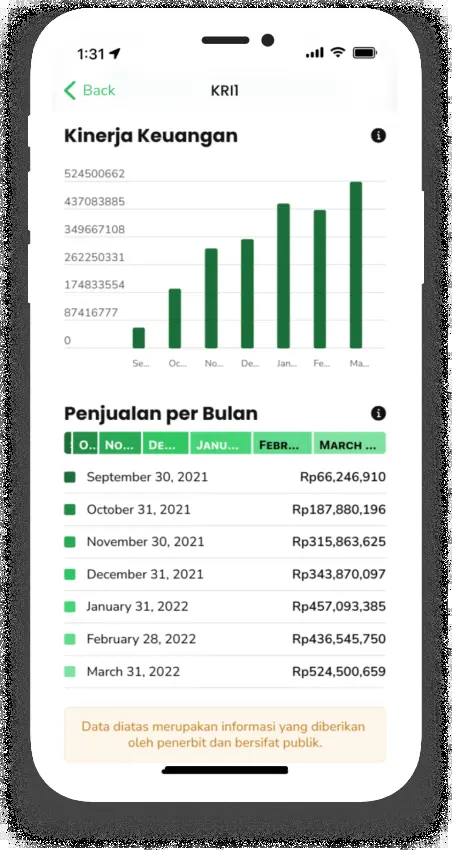 1:31
Back
KRI1
Kinerja Keuangan
524500662
437083885
349667108
262250331
174833554
87416777
0
Se... Oc... No... De... Jan... Fe... Ma...
Penjualan per Bulan
O.. NO... DE... JANU... FEBR... MARCH ...
September 30, 2021 Rp66,246,910
October 31, 2021 Rp187,880,196
November 30, 2021 Rp315,863,625
December 31, 2021 Rp343,870,097
January 31, 2022 Rp457,093,385
February 28, 2022 Rp436,545,750
March 31, 2022 Rp524,500,659
Data diatas merupakan informasi yang diberikan
oleh penerbit dan bersifat publik.